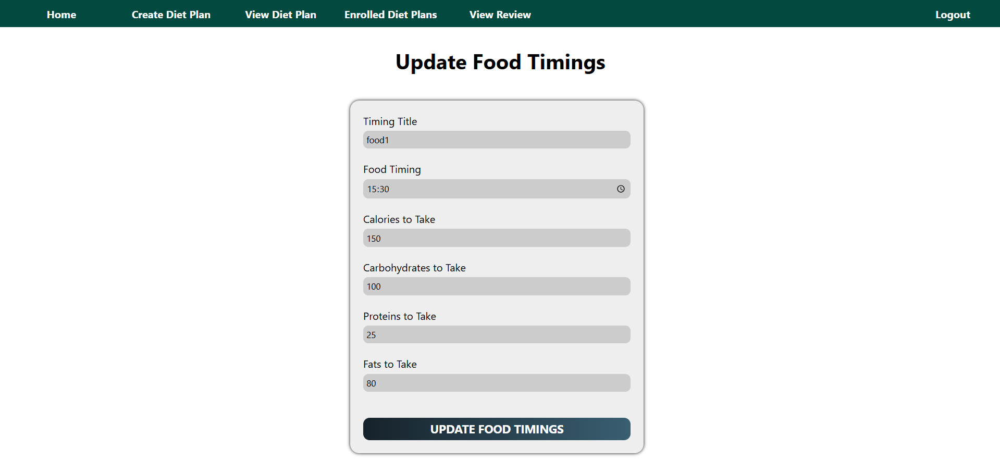 Home Create Diet Plan View Diet Plan Enrolled Diet Plans View Review Logout
Update Food Timings
Timing Title
food1
Food Timing
15:30
Calories to Take
150
Carbohydrates to Take
100
Proteins to Take
25
Fats to Take
80
UPDATE FOOD TIMINGS